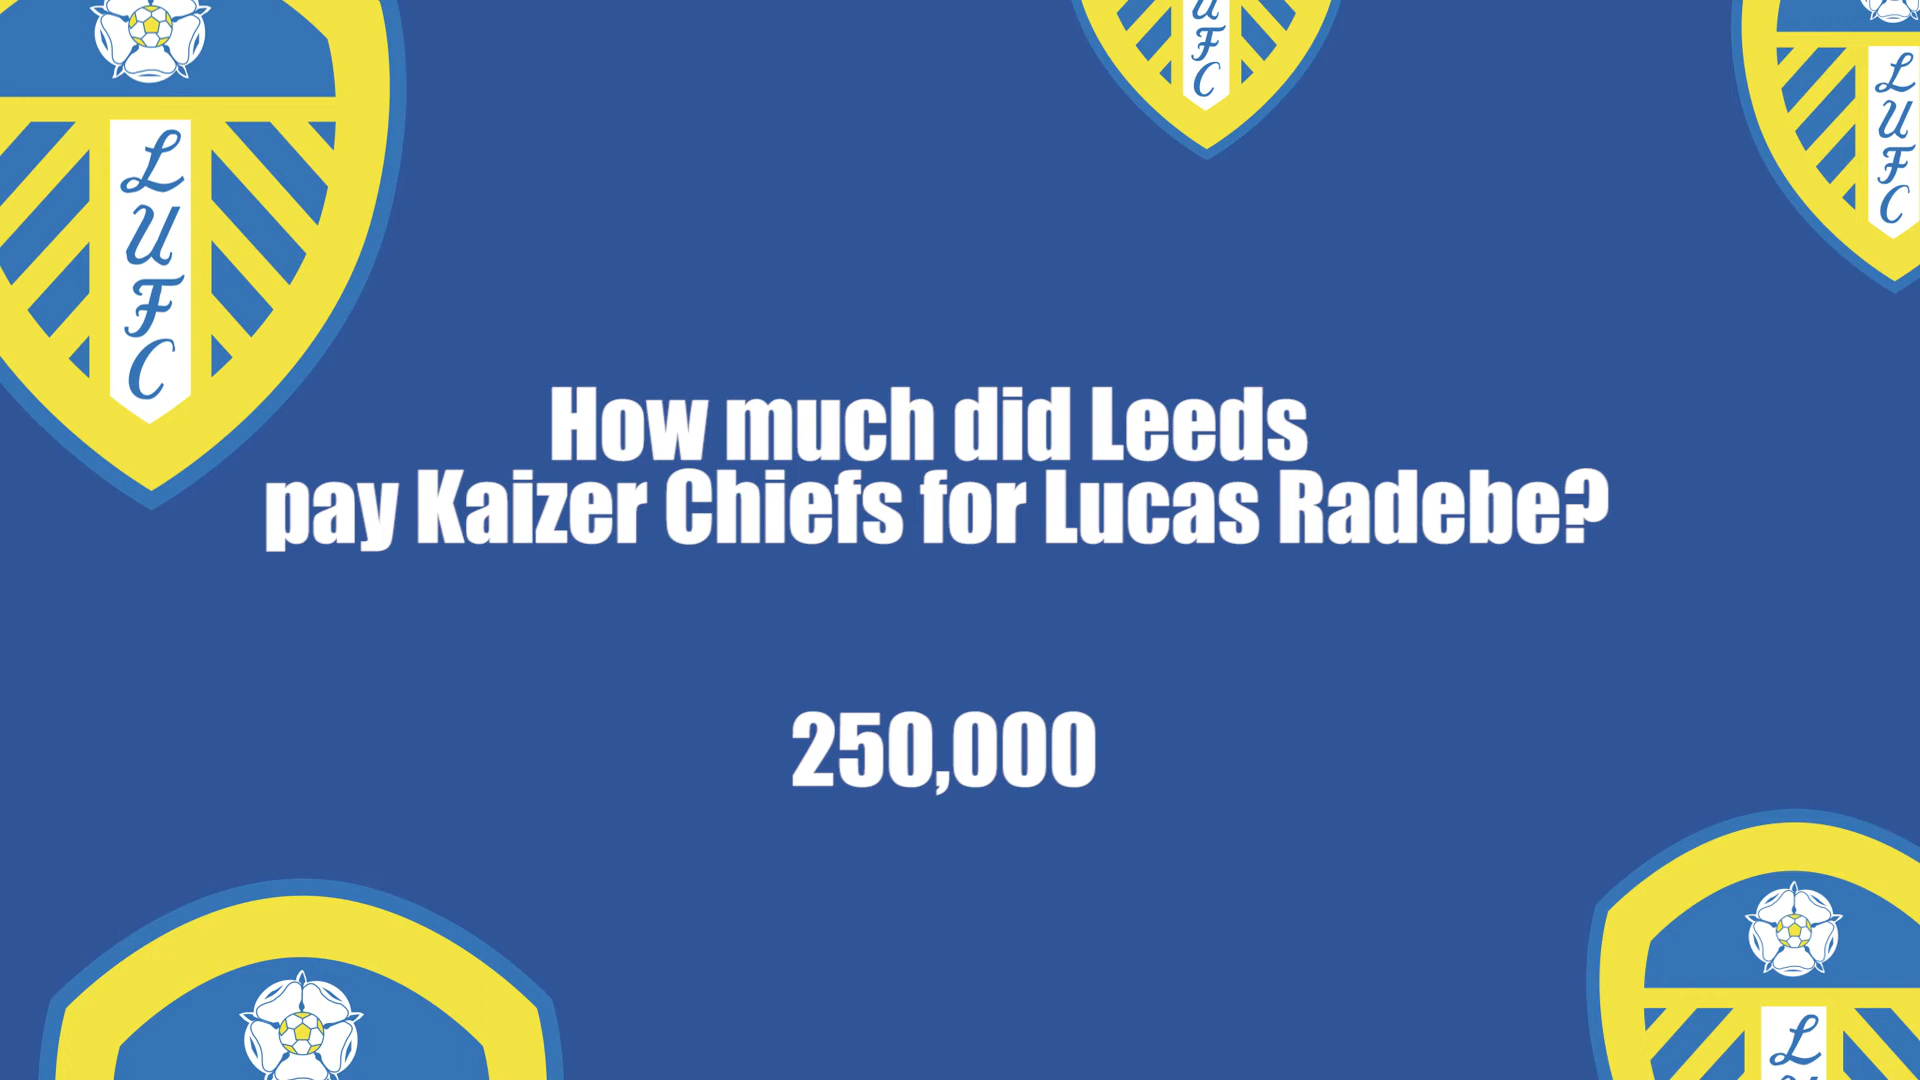 L
U
F
C
U
F
C
L
U
F
C
How much did Leeds
pay Kaizer Chiefs for Lucas Radebe?
250,000
L